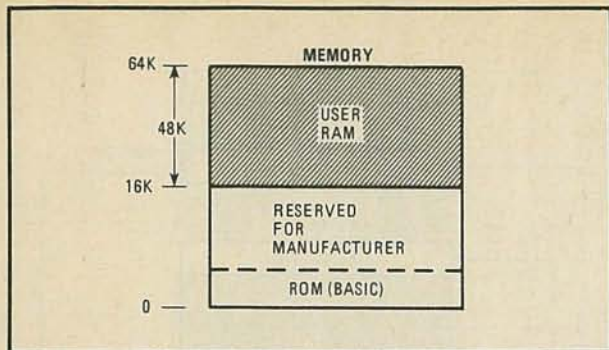 MEMORY
64K
USER
RAM
48K
16K
RESERVED
FOR
MANUFACTURER
ROM (BASIC)
0